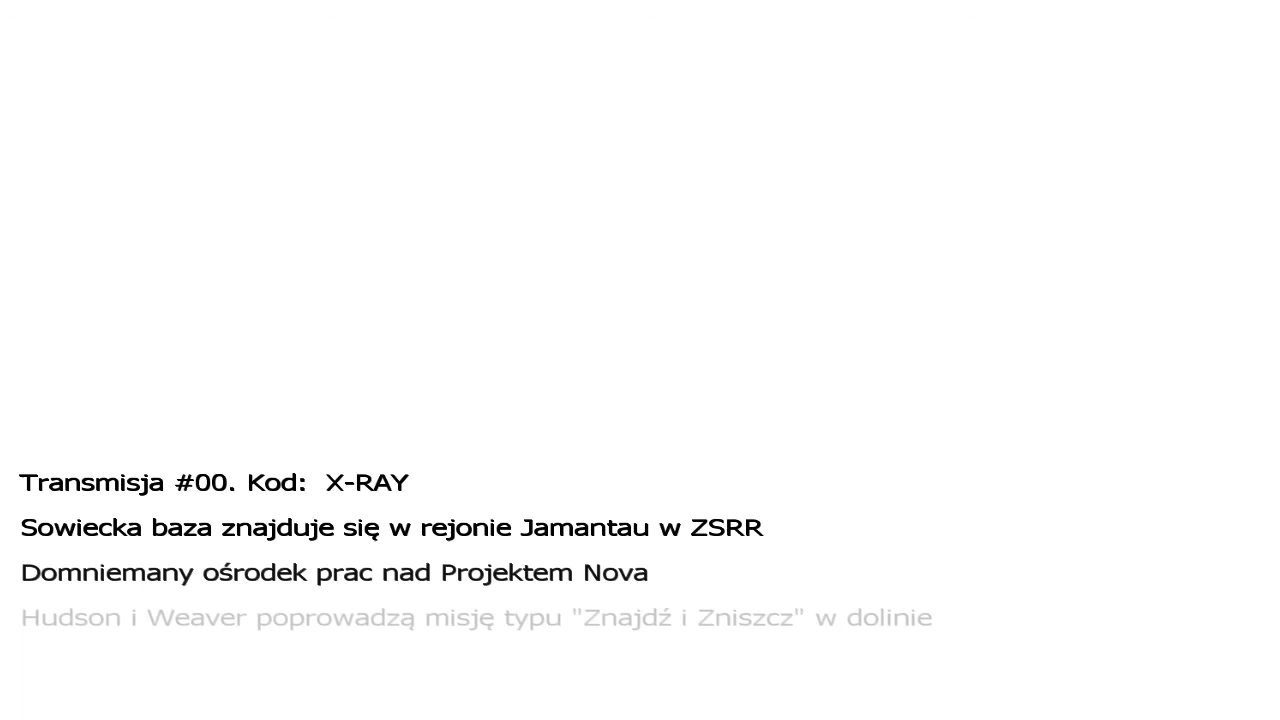 Transmisja #00. Kod:  X-RAY
Sowiecka baza znajduje się w rejonie Jamantau w ZSRR
Domniemany ośrodek prac nad Projektem Nova
Hudson i Weaver poprowadzą misję typu "Znajdź i Zniszcz" w dolinie